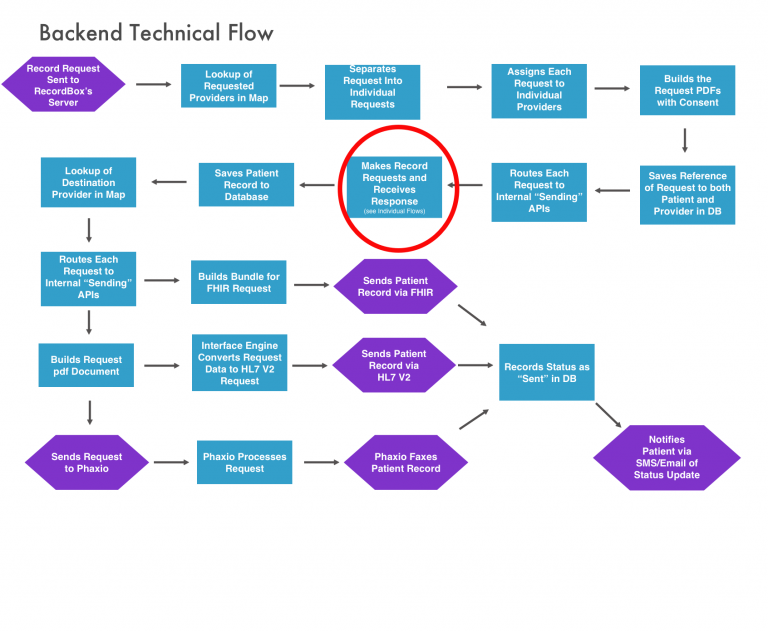 Backend Technical Flow
Record Request
Sent to
RecordBox's
Server
Lookup of
Requested
Providers in Map
Separates
Request Into
Individual
Requests
Assigns Each
Request to
Individual
Providers
Builds the
Request PDFs
with Consent
Lookup of
Destination
Provider in Map
Saves Patient
Record to
Database
Makes Record
Requests and
Receives
Response
(see Individual Flows)
Routes Each
Request to
Internal “Sending”
APIs
Saves Reference
of Request to both
Patient and
Provider in DB
Routes Each
Request to
Internal “Sending”
APIs
Builds Bundle for
FHIR Request
Sends Patient
Record via FHIR
Builds Request
pdf Document
Interface Engine
Converts Request
Data to HL7 V2
Request
Sends Patient
Record via
HL7 V2
Records Status as
“Sent” in DB
Sends Request
to Phaxio
Phaxio Processes
Request
Phaxio Faxes
Patient Record
Notifies
Patient via
SMS/Email of
Status Update